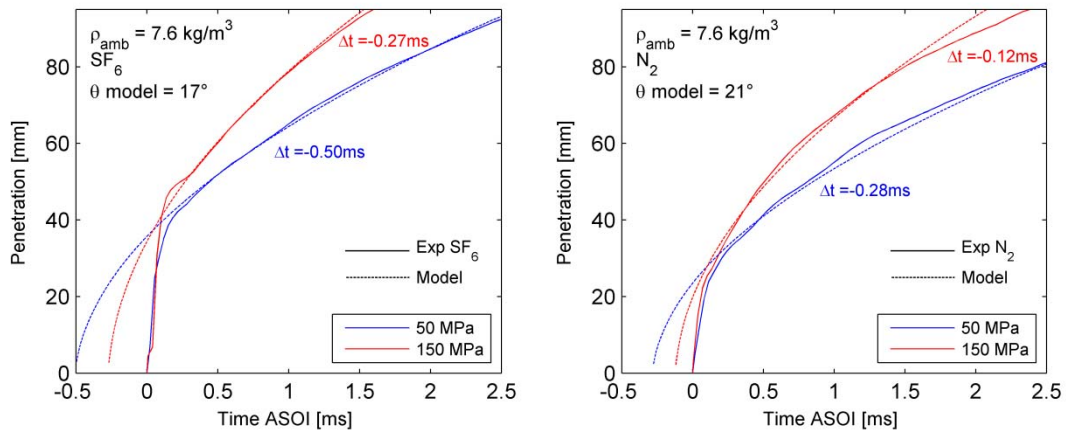 ρamb = 7.6 kg/m³
SF₆
θ model = 17°
Δt =-0.27ms
Δt =-0.50ms
Exp SF₆
Model
50 MPa
150 MPa
Penetration [mm]
80
60
40
20
0
-0.5 0 0.5 1 1.5 2 2.5
Time ASOI [ms]
ρamb = 7.6 kg/m³
N₂
θ model = 21°
Δt =-0.12ms
Δt =-0.28ms
Exp N₂
Model
50 MPa
150 MPa
Penetration [mm]
80
60
40
20
0
-0.5 0 0.5 1 1.5 2 2.5
Time ASOI [ms]